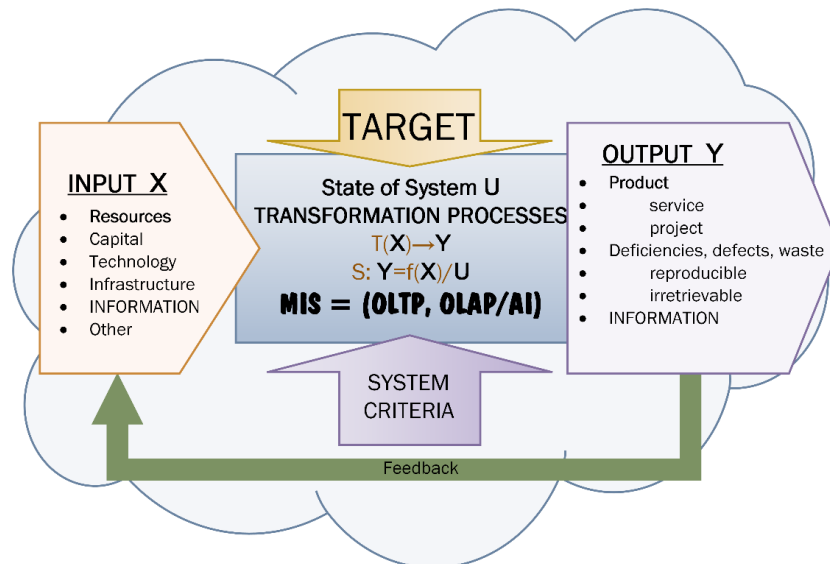 TARGET
INPUT X
• Resources
• Capital
• Technology
• Infrastructure
• INFORMATION
• Other
State of System U
TRANSFORMATION PROCESSES
T(X)→Y
S: Y=f(X)/U
MIS = (OLTP, OLAP/AI)
SYSTEM
CRITERIA
OUTPUT Y
• Product
service
project
• Deficiencies, defects, waste
reproducible
irretrievable
• INFORMATION
Feedback